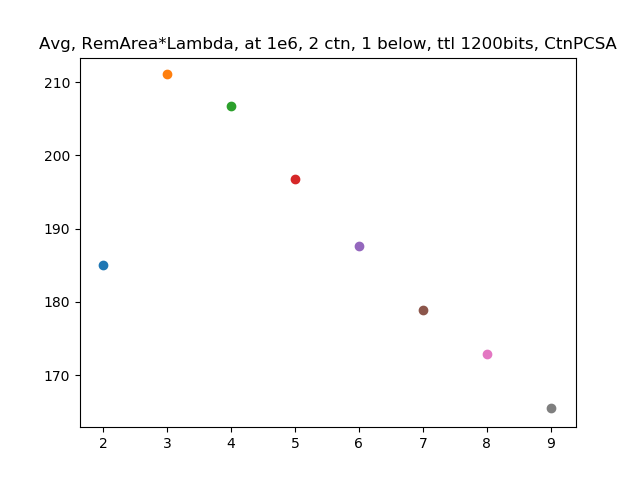 Avg, RemArea*Lambda, at 1e6, 2 ctn, 1 below, ttl 1200bits, CtnPCSA
210
200
190
180
170
2 3 4 5 6 7 8 9